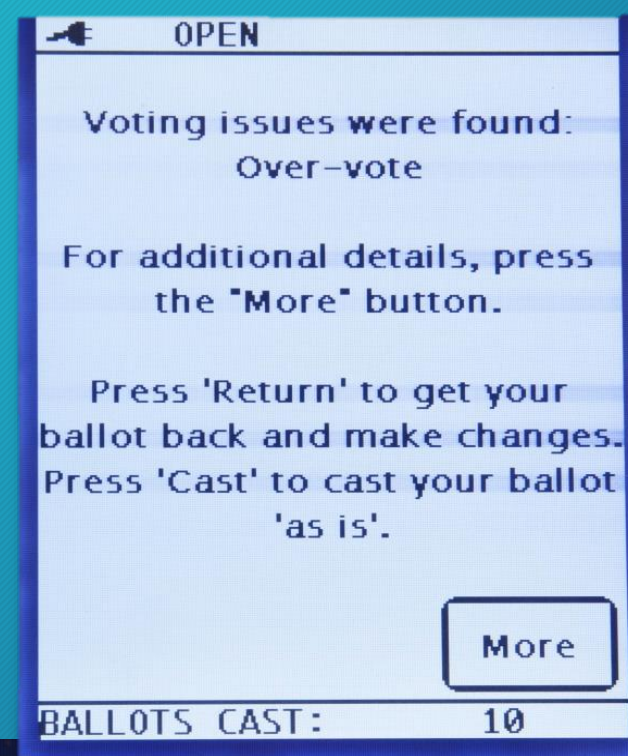 OPEN
Voting issues were found:
Over-vote
For additional details, press
the "More" button.
Press 'Return' to get your
ballot back and make changes.
Press 'Cast' to cast your ballot
'as is'.
More
BALLOTS CAST: 10